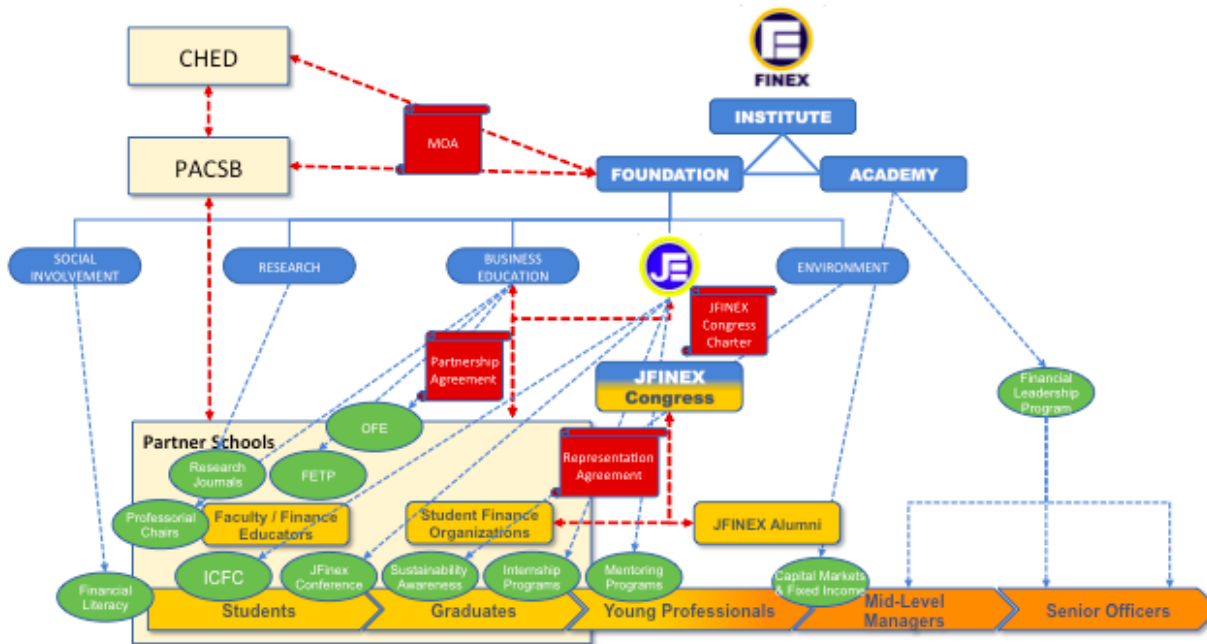 FINEX
CHED
INSTITUTE
MOA
PACSB
FOUNDATION
ACADEMY
SOCIAL
INVOLVEMENT
RESEARCH
BUSINESS
EDUCATION
JE
ENVIRONMENT
JFINEX
Congress
Charter
Partnership
Agreement
JFINEX
Congress
Financial
Leadership
Program
OFE
Partner Schools
Research
Journals
FETP
Representation
Agreement
Professorial
Chairs
Faculty / Finance
Educators
Student Finance
Organizations
JFINEX Alumni
ICFC
JFinex
Conference
Sustainability
Awareness
Internship
Programs
Mentoring
Programs
Capital Markets
& Fixed Income
Financial
Literacy
Students
Graduates
Young Professionals
Mid-Level
Managers
Senior Officers